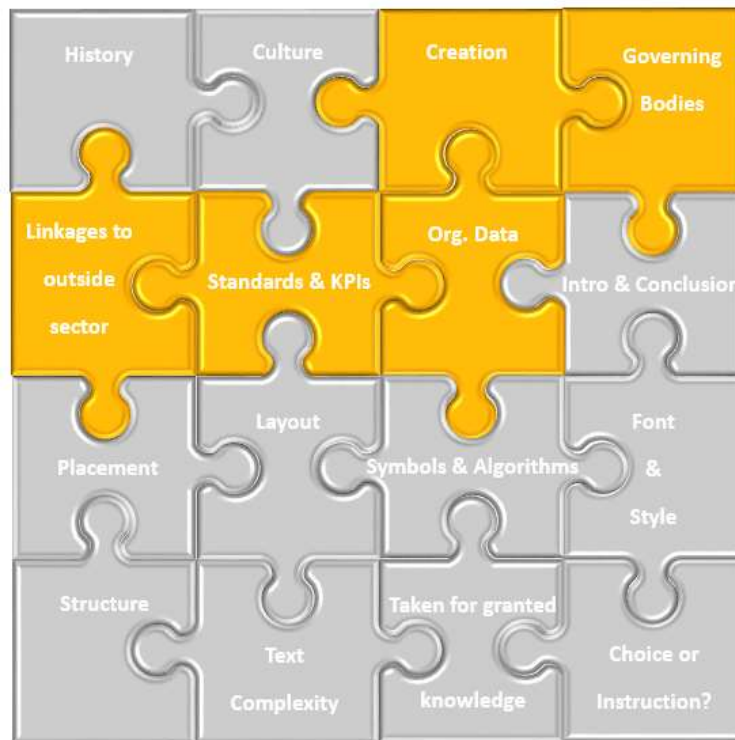 History
Culture
Creation
Governing
Bodies
Linkages to
outside
sector
Standards & KPIs
Org. Data
Intro & Conclusion
Placement
Layout
Symbols & Algorithms
Font
&
Style
Structure
Text
Complexity
Taken for granted
knowledge
Choice or
Instruction?